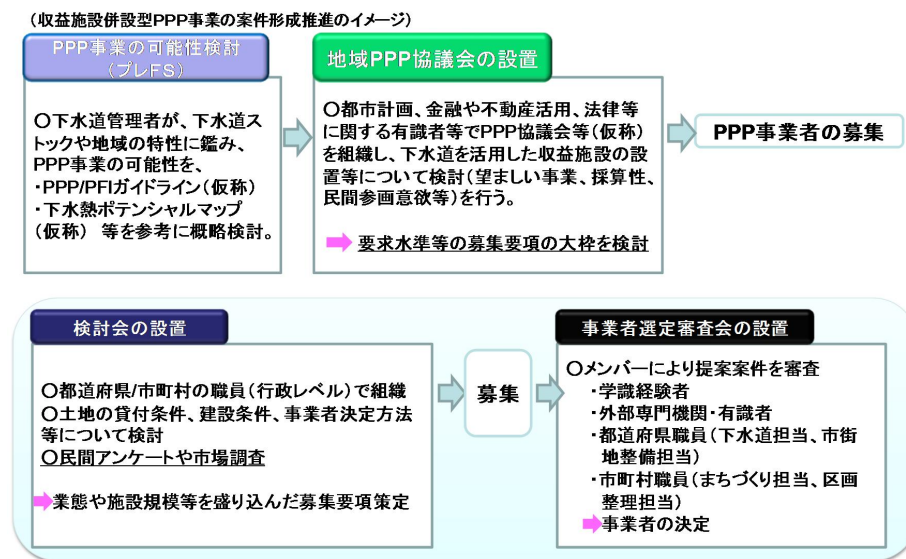 (収益施設併設型PPP事業の案件形成推進のイメージ)
PPP事業の可能性検討
(プレFS)
〇下水道管理者が、下水道ス
トックや地域の特性に鑑み、
PPP事業の可能性を、
・PPP/PFIガイドライン(仮称)
・下水熱ポテンシャルマップ
(仮称) 等を参考に概略検討。
地域PPP協議会の設置
〇都市計画、金融や不動産活用、法律等
に関する有識者等でPPP協議会等(仮称)
を組織し、下水道を活用した収益施設の設
置等について検討(望ましい事業、採算性、
民間参画意欲等)を行う。
要求水準等の募集要項の大枠を検討
PPP事業者の募集
検討会の設置
〇都道府県/市町村の職員(行政レベル)で組織
〇土地の貸付条件、建設条件、事業者決定方法
等について検討
〇民間アンケートや市場調査
業態や施設規模等を盛り込んだ募集要項策定
募集
事業者選定審査会の設置
〇メンバーにより提案案件を審査
・学識経験者
・外部専門機関・有識者
・都道府県職員(下水道担当、市街
地整備担当)
・市町村職員(まちづくり担当、区画
整理担当)
事業者の決定